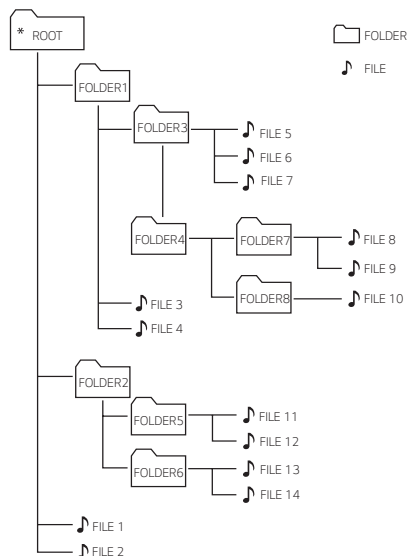 * ROOT
FOLDER
FILE
FOLDER1
FOLDER3
FILE 5
FILE 6
FILE 7
FOLDER4
FOLDER7
FILE 8
FILE 9
FOLDER8
FILE 10
FILE 3
FILE 4
FOLDER2
FOLDER5
FILE 11
FILE 12
FOLDER6
FILE 13
FILE 14
FILE 1
FILE 2